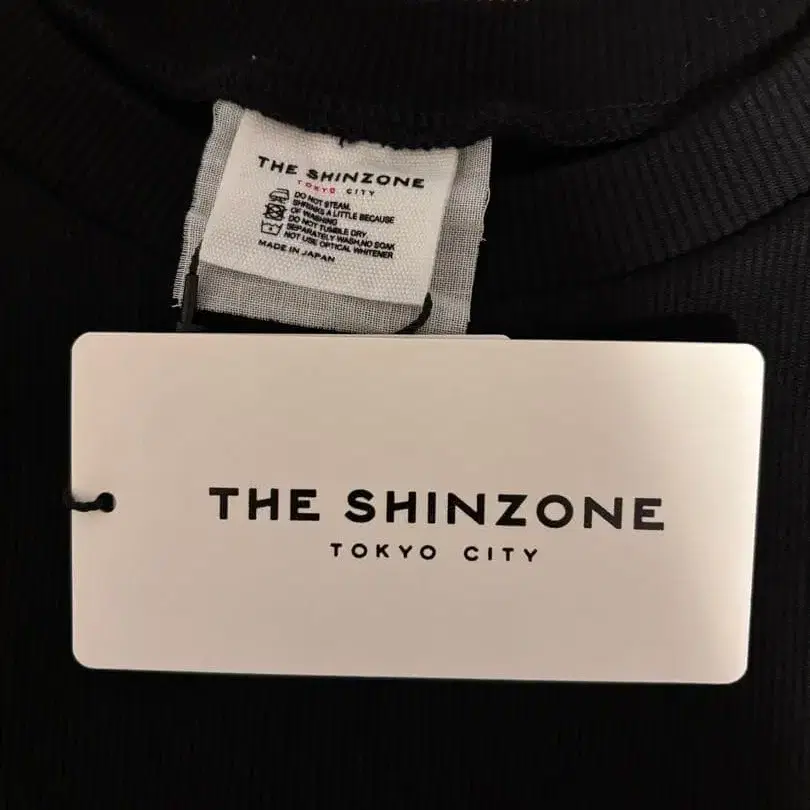 THE SHINZONE
TOKYO CITY
DO NOT STEAM.
SHRINKS A LITTLE BECAUSE
OF WASHING
DO NOT TUMBLE DRY.
SEPARATELY WASH,NO SOAK
NOT USE OPTICAL WHITENER
MADE IN JAPAN
THE SHINZONE
TOKYO CITY